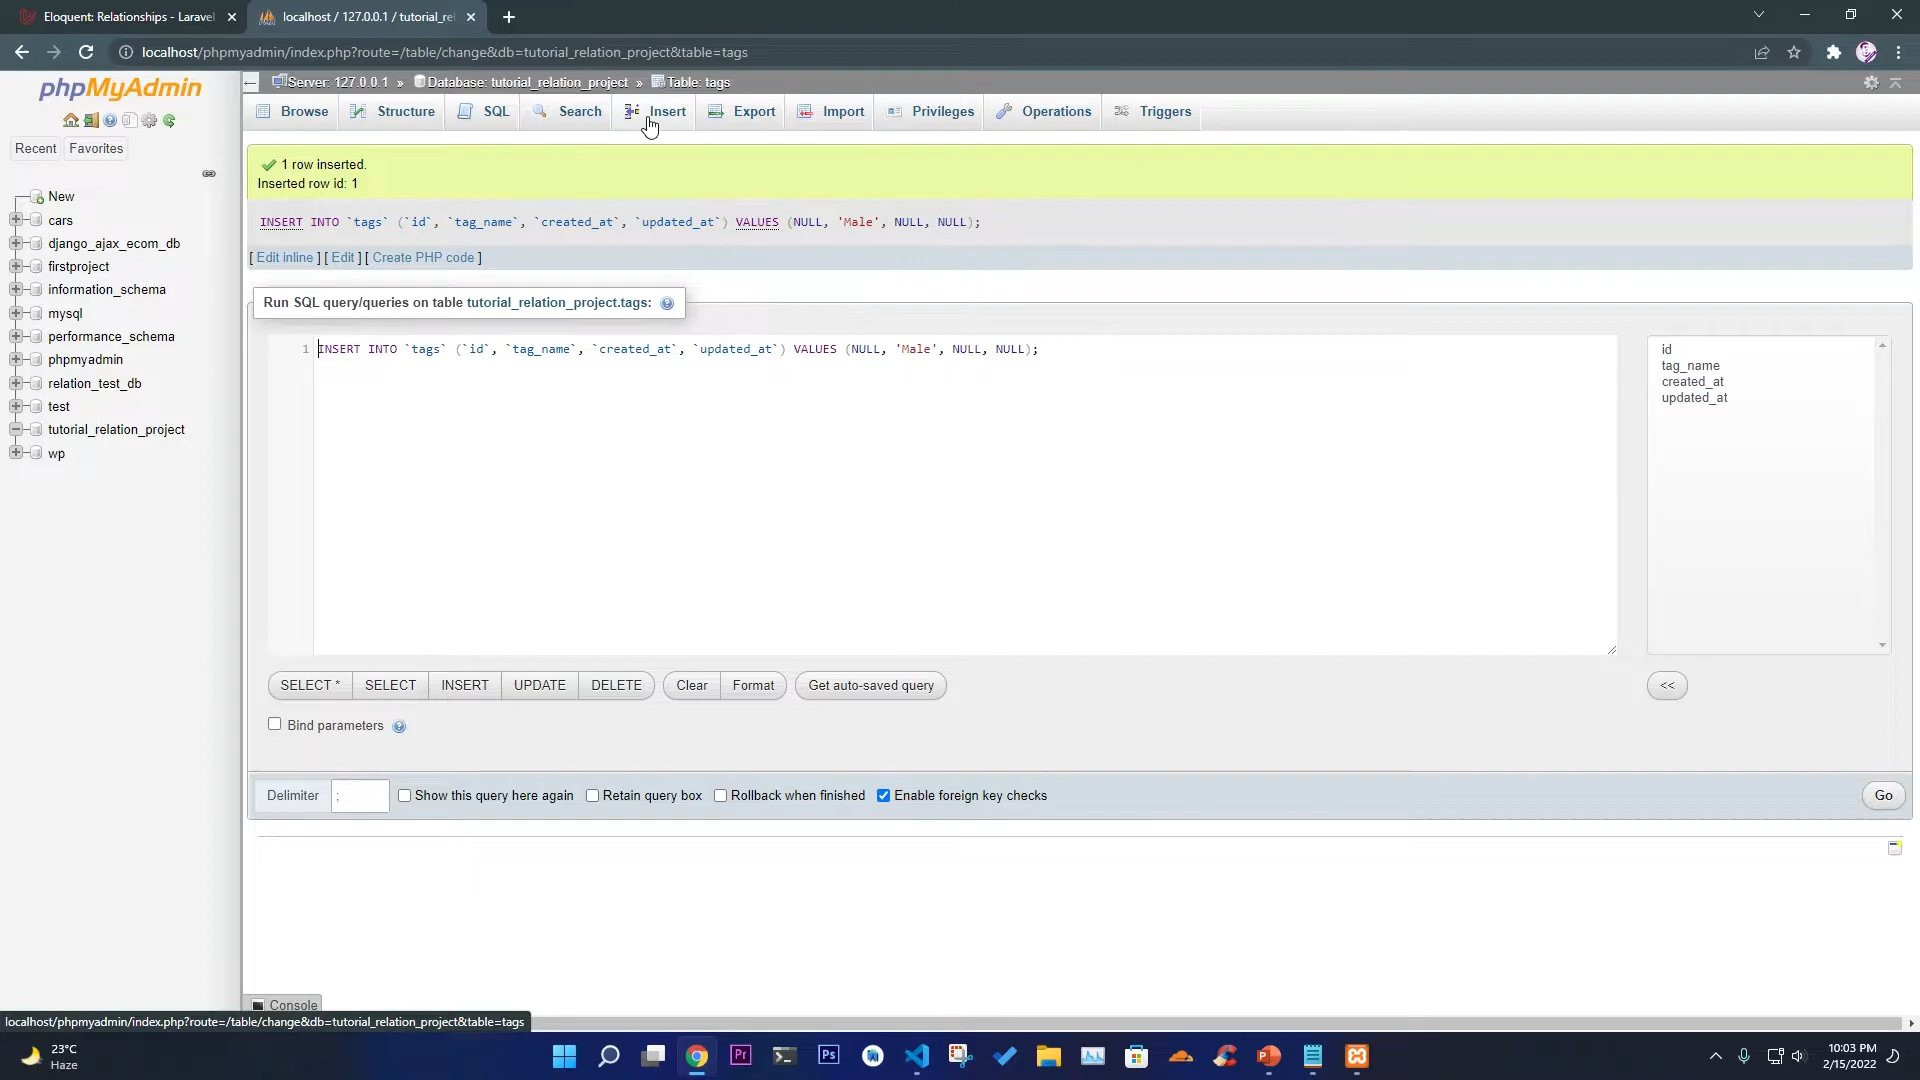 Eloquent: Relationships - Laravel
localhost / 127.0.0.1 / tutorial_rel
localhost/phpmyadmin/index.php?route=/table/change&db=tutorial_relation_project&table=tags
phpMyAdmin
Server: 127.0.0.1 » Database: tutorial_relation_project » Table: tags
Browse Structure SQL Search Insert Export Import Privileges Operations Triggers
Recent Favorites
New
cars
django_ajax_ecom_db
firstproject
information_schema
mysql
performance_schema
phpmyadmin
relation_test_db
test
tutorial_relation_project
wp
1 row inserted.
Inserted row id: 1
INSERT INTO `tags` (`id`, `tag_name`, `created_at`, `updated_at`) VALUES (NULL, 'Male', NULL, NULL);
[ Edit inline ] [ Edit ] [ Create PHP code ]
Run SQL query/queries on table tutorial_relation_project.tags:
1 INSERT INTO `tags` (`id`, `tag_name`, `created_at`, `updated_at`) VALUES (NULL, 'Male', NULL, NULL);
id
tag_name
created_at
updated_at
SELECT * SELECT INSERT UPDATE DELETE Clear Format Get auto-saved query <<
Bind parameters
Delimiter ; Show this query here again Retain query box Rollback when finished Enable foreign key checks Go
Console
localhost/phpmyadmin/index.php?route=/table/change&db=tutorial_relation_project&table=tags
23°C
Haze
Pr
Ps
10:03 PM
2/15/2022